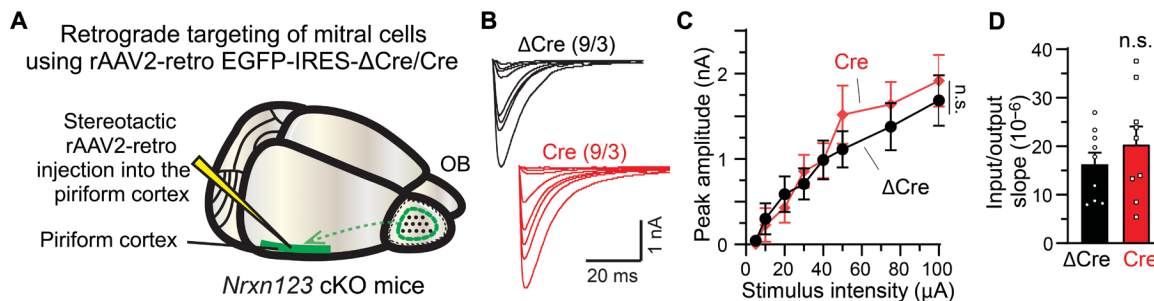 A
Retrograde targeting of mitral cells
using rAAV2-retro EGFP-IRES-ΔCre/Cre
Stereotactic
rAAV2-retro
injection into the
piriform cortex
OB
Piriform cortex
Nrxn123 cKO mice
B
ΔCre (9/3)
Cre (9/3)
1 nA
20 ms
C
Peak amplitude (nA)
2
1
0
Cre
ΔCre
n.s.
0 20 40 60 80 100
Stimulus intensity (μA)
D
Input/output
slope (10⁻⁶)
n.s.
40
30
20
10
0
ΔCre Cre